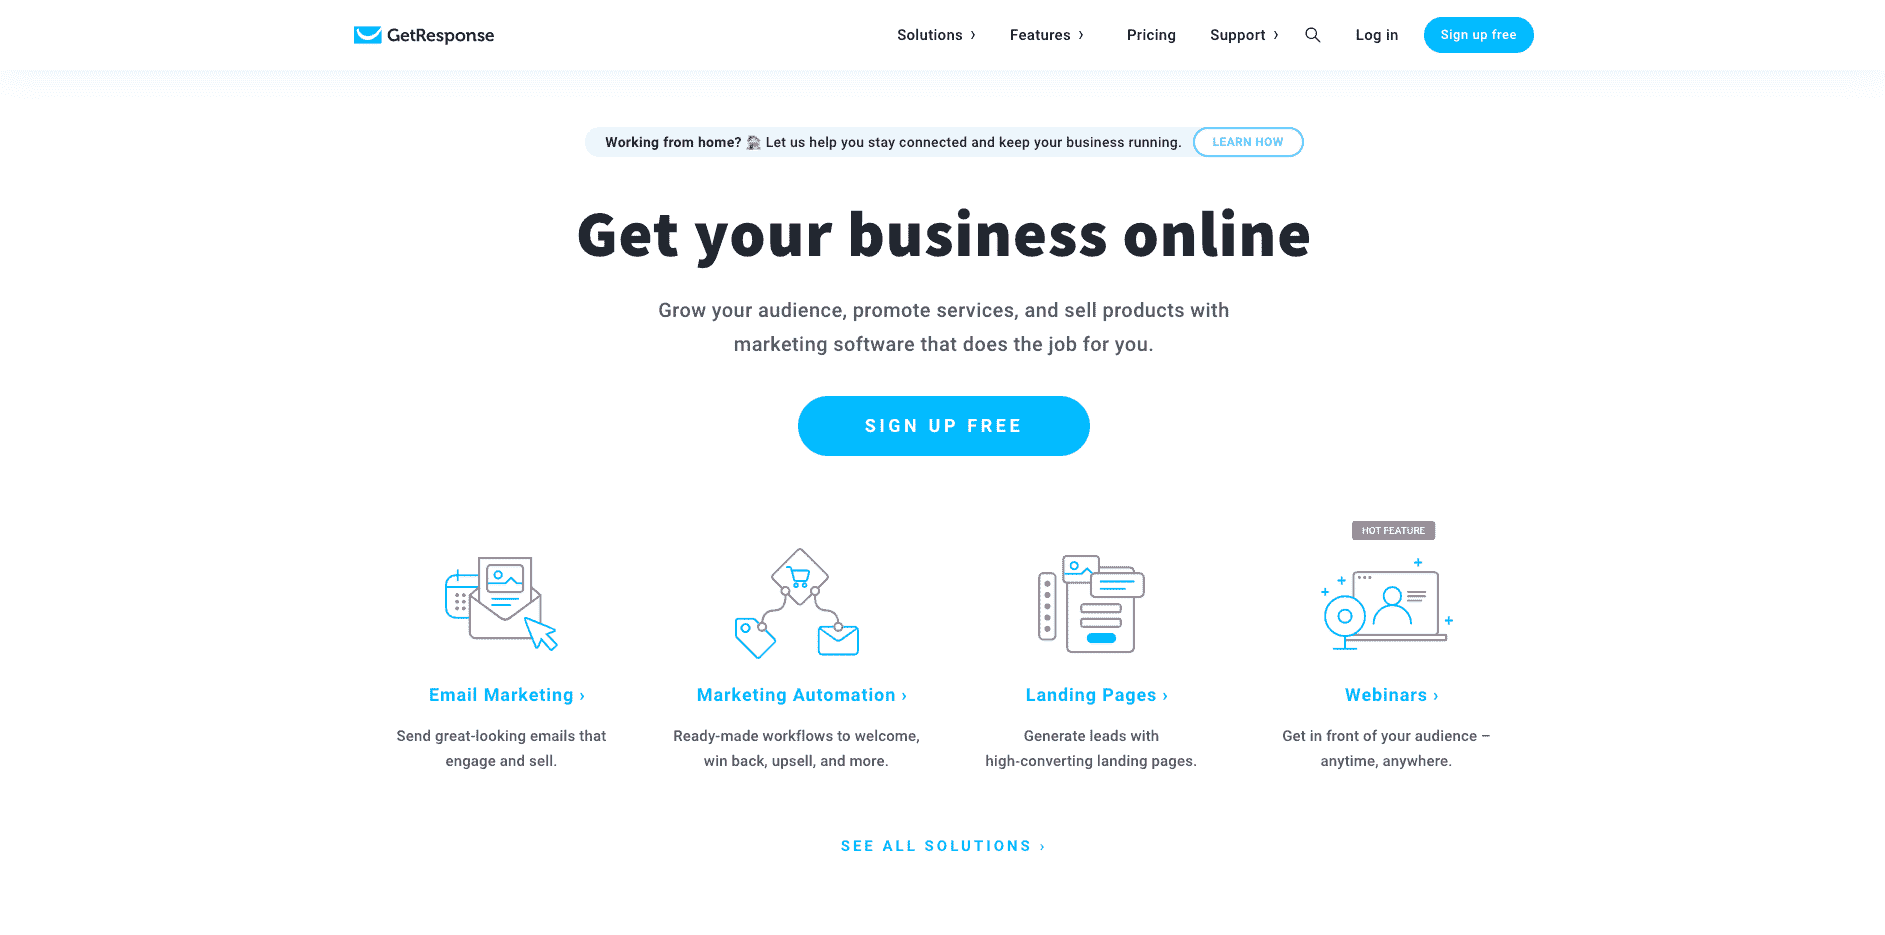 GetResponse
Solutions ›
Features ›
Pricing
Support ›
Log in
Sign up free
Working from home? 🏠 Let us help you stay connected and keep your business running.
LEARN HOW
Get your business online
Grow your audience, promote services, and sell products with
marketing software that does the job for you.
SIGN UP FREE
Email Marketing ›
Send great-looking emails that
engage and sell.
Marketing Automation ›
Ready-made workflows to welcome,
win back, upsell, and more.
Landing Pages ›
Generate leads with
high-converting landing pages.
HOT FEATURE
Webinars ›
Get in front of your audience –
anytime, anywhere.
SEE ALL SOLUTIONS ›